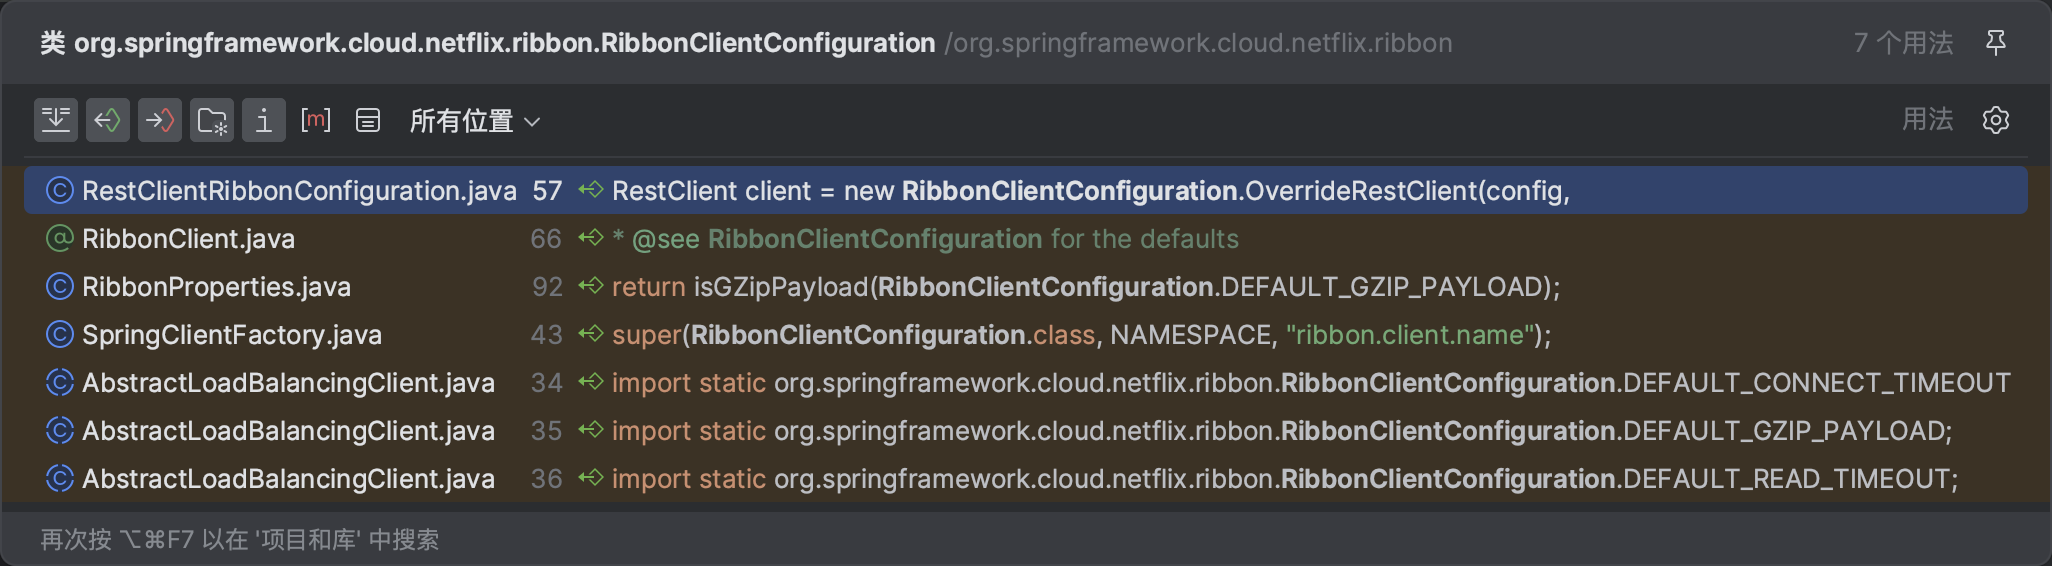 类 org.springframework.cloud.netflix.ribbon.RibbonClientConfiguration /org.springframework.cloud.netflix.ribbon 7 个用法
i [m] 所有位置 用法
RestClientRibbonConfiguration.java 57 RestClient client = new RibbonClientConfiguration.OverrideRestClient(config,
@ RibbonClient.java 66 * @see RibbonClientConfiguration for the defaults
C RibbonProperties.java 92 return isGZipPayload(RibbonClientConfiguration.DEFAULT_GZIP_PAYLOAD);
C SpringClientFactory.java 43 super(RibbonClientConfiguration.class, NAMESPACE, "ribbon.client.name");
C AbstractLoadBalancingClient.java 34 import static org.springframework.cloud.netflix.ribbon.RibbonClientConfiguration.DEFAULT_CONNECT_TIMEOUT
C AbstractLoadBalancingClient.java 35 import static org.springframework.cloud.netflix.ribbon.RibbonClientConfiguration.DEFAULT_GZIP_PAYLOAD;
C AbstractLoadBalancingClient.java 36 import static org.springframework.cloud.netflix.ribbon.RibbonClientConfiguration.DEFAULT_READ_TIMEOUT;
再次按 ⌥⌘F7 以在 '项目和库' 中搜索